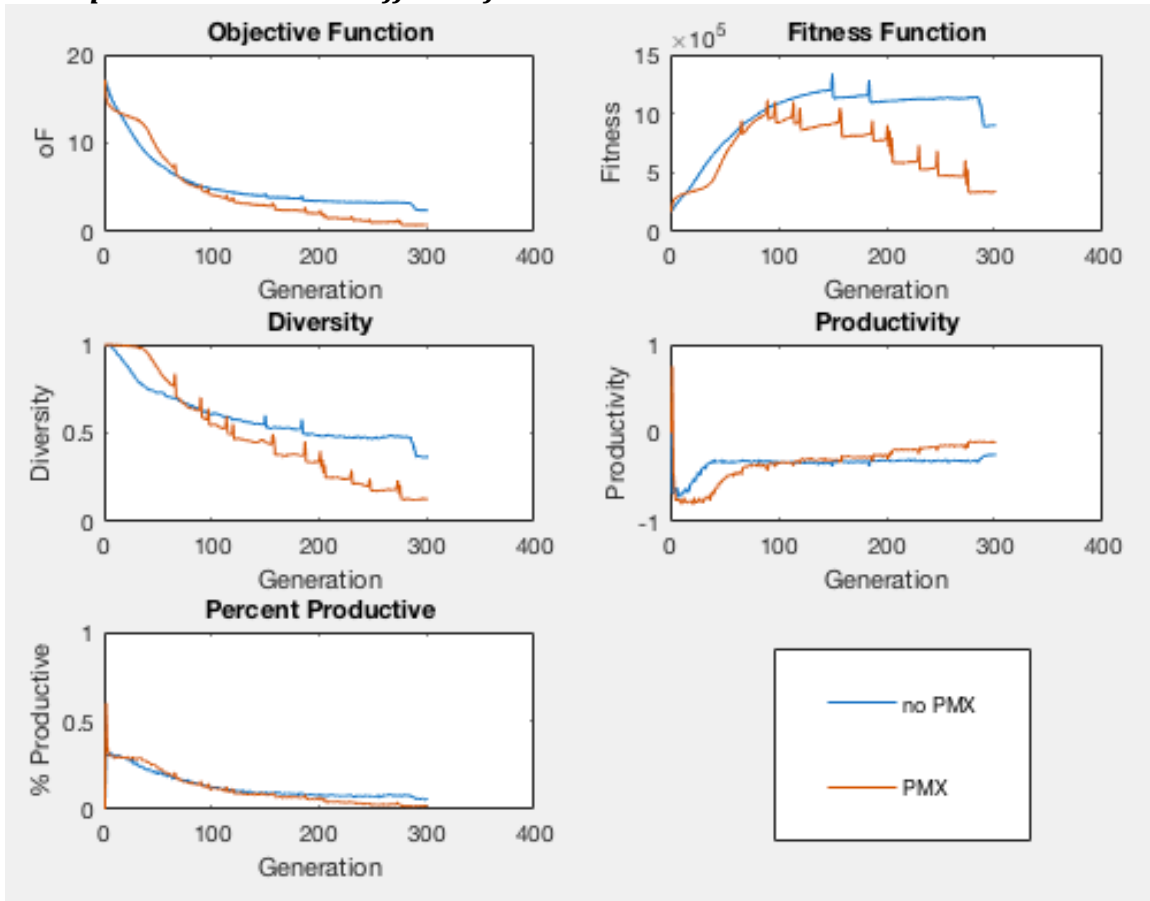 Objective Function
20
10
0
oF
0 100 200 300 400
Generation
Fitness Function
×10^5
15
10
5
0
Fitness
0 100 200 300 400
Generation
Diversity
1
0.5
0
Diversity
0 100 200 300 400
Generation
Productivity
1
0
-1
Productivity
0 100 200 300 400
Generation
Percent Productive
1
0.5
0
% Productive
0 100 200 300 400
Generation
no PMX
PMX